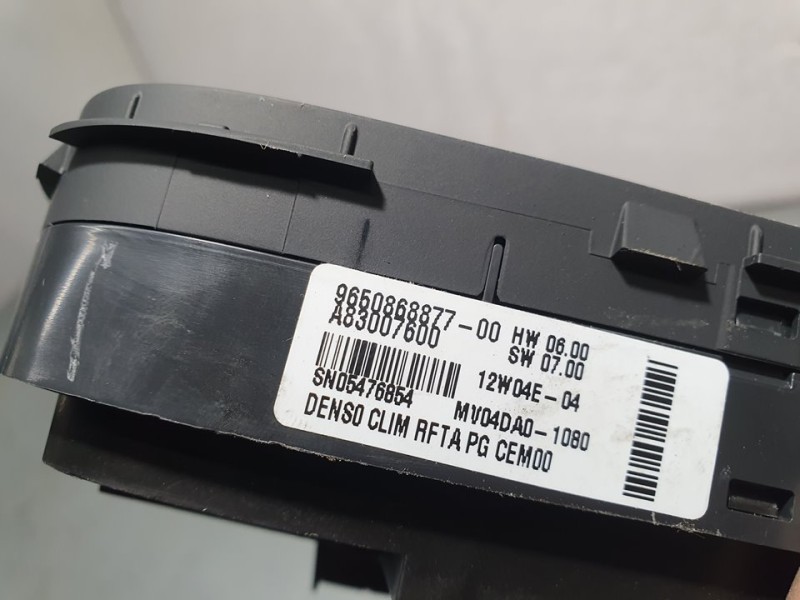 9650868877-00 HW 06.00
A83007600 SW 07.00
12W04E-04
SN05476854 MV04DA0-1080
DENSO CLIM RFTA PG CEM00